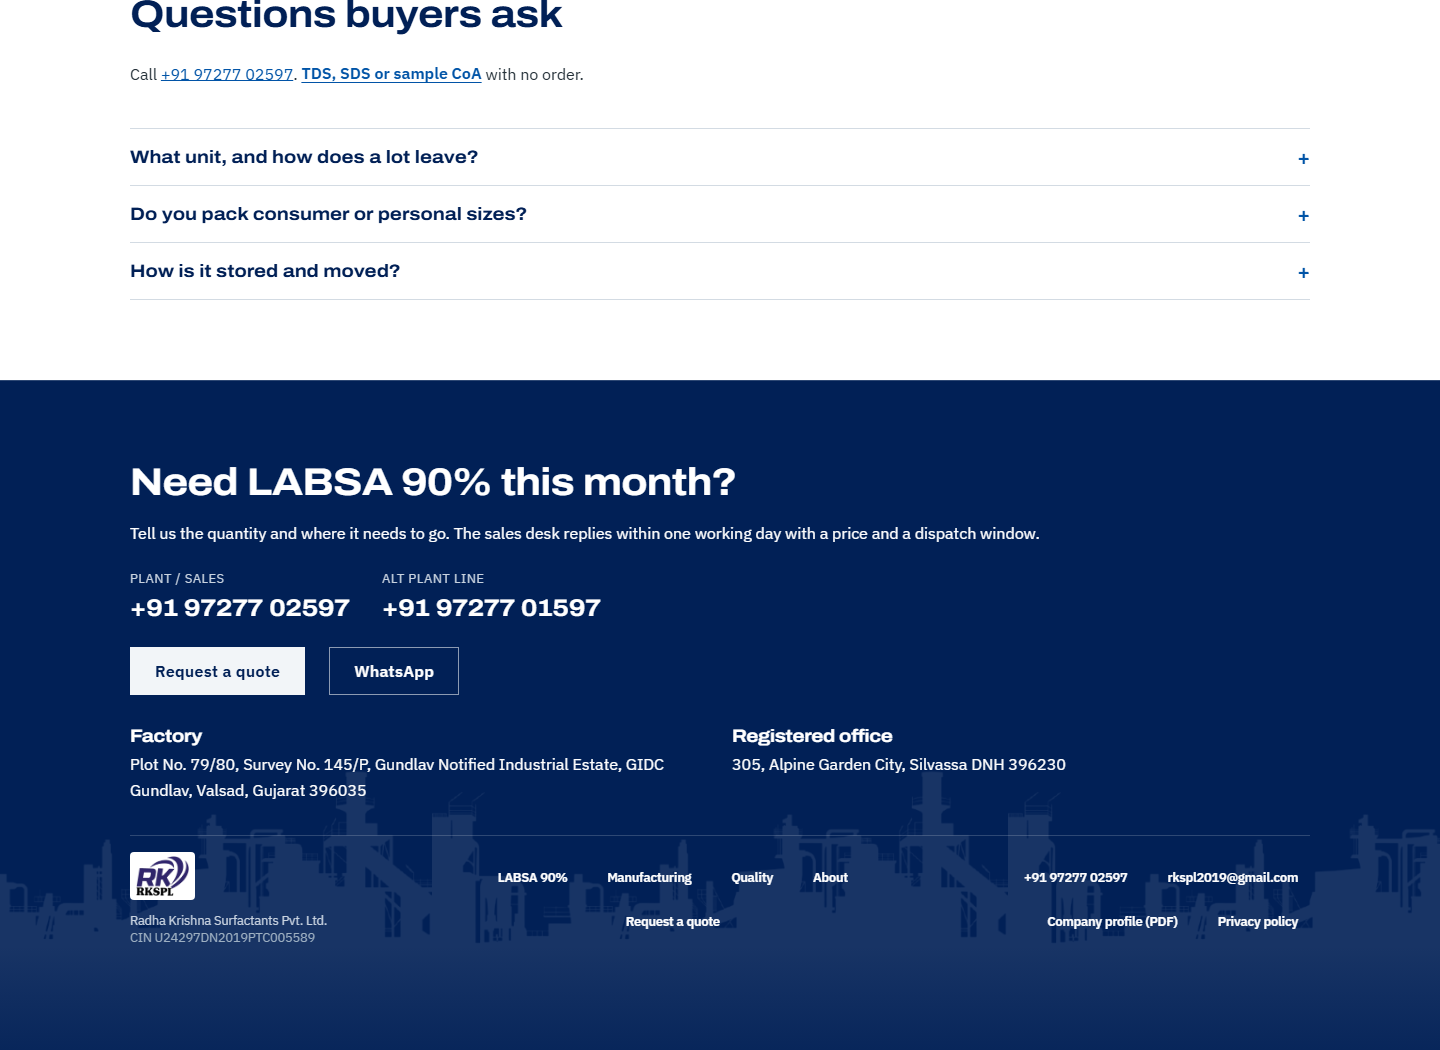 Questions buyers ask
Call +91 97277 02597. TDS, SDS or sample CoA with no order.
What unit, and how does a lot leave? +
Do you pack consumer or personal sizes? +
How is it stored and moved? +
Need LABSA 90% this month?
Tell us the quantity and where it needs to go. The sales desk replies within one working day with a price and a dispatch window.
PLANT / SALES
+91 97277 02597
ALT PLANT LINE
+91 97277 01597
Request a quote
WhatsApp
Factory
Plot No. 79/80, Survey No. 145/P, Gundlav Notified Industrial Estate, GIDC
Gundlav, Valsad, Gujarat 396035
Registered office
305, Alpine Garden City, Silvassa DNH 396230
RK
RKSPL
Radha Krishna Surfactants Pvt. Ltd.
CIN U24297DN2019PTC005589
LABSA 90% Manufacturing Quality About
Request a quote
+91 97277 02597 rkspl2019@gmail.com
Company profile (PDF) Privacy policy